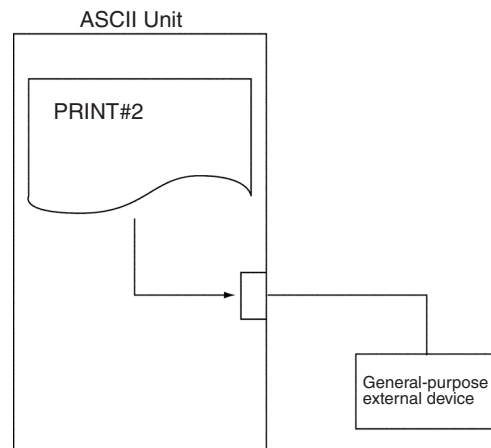 ASCII Unit
PRINT#2
General-purpose
external device